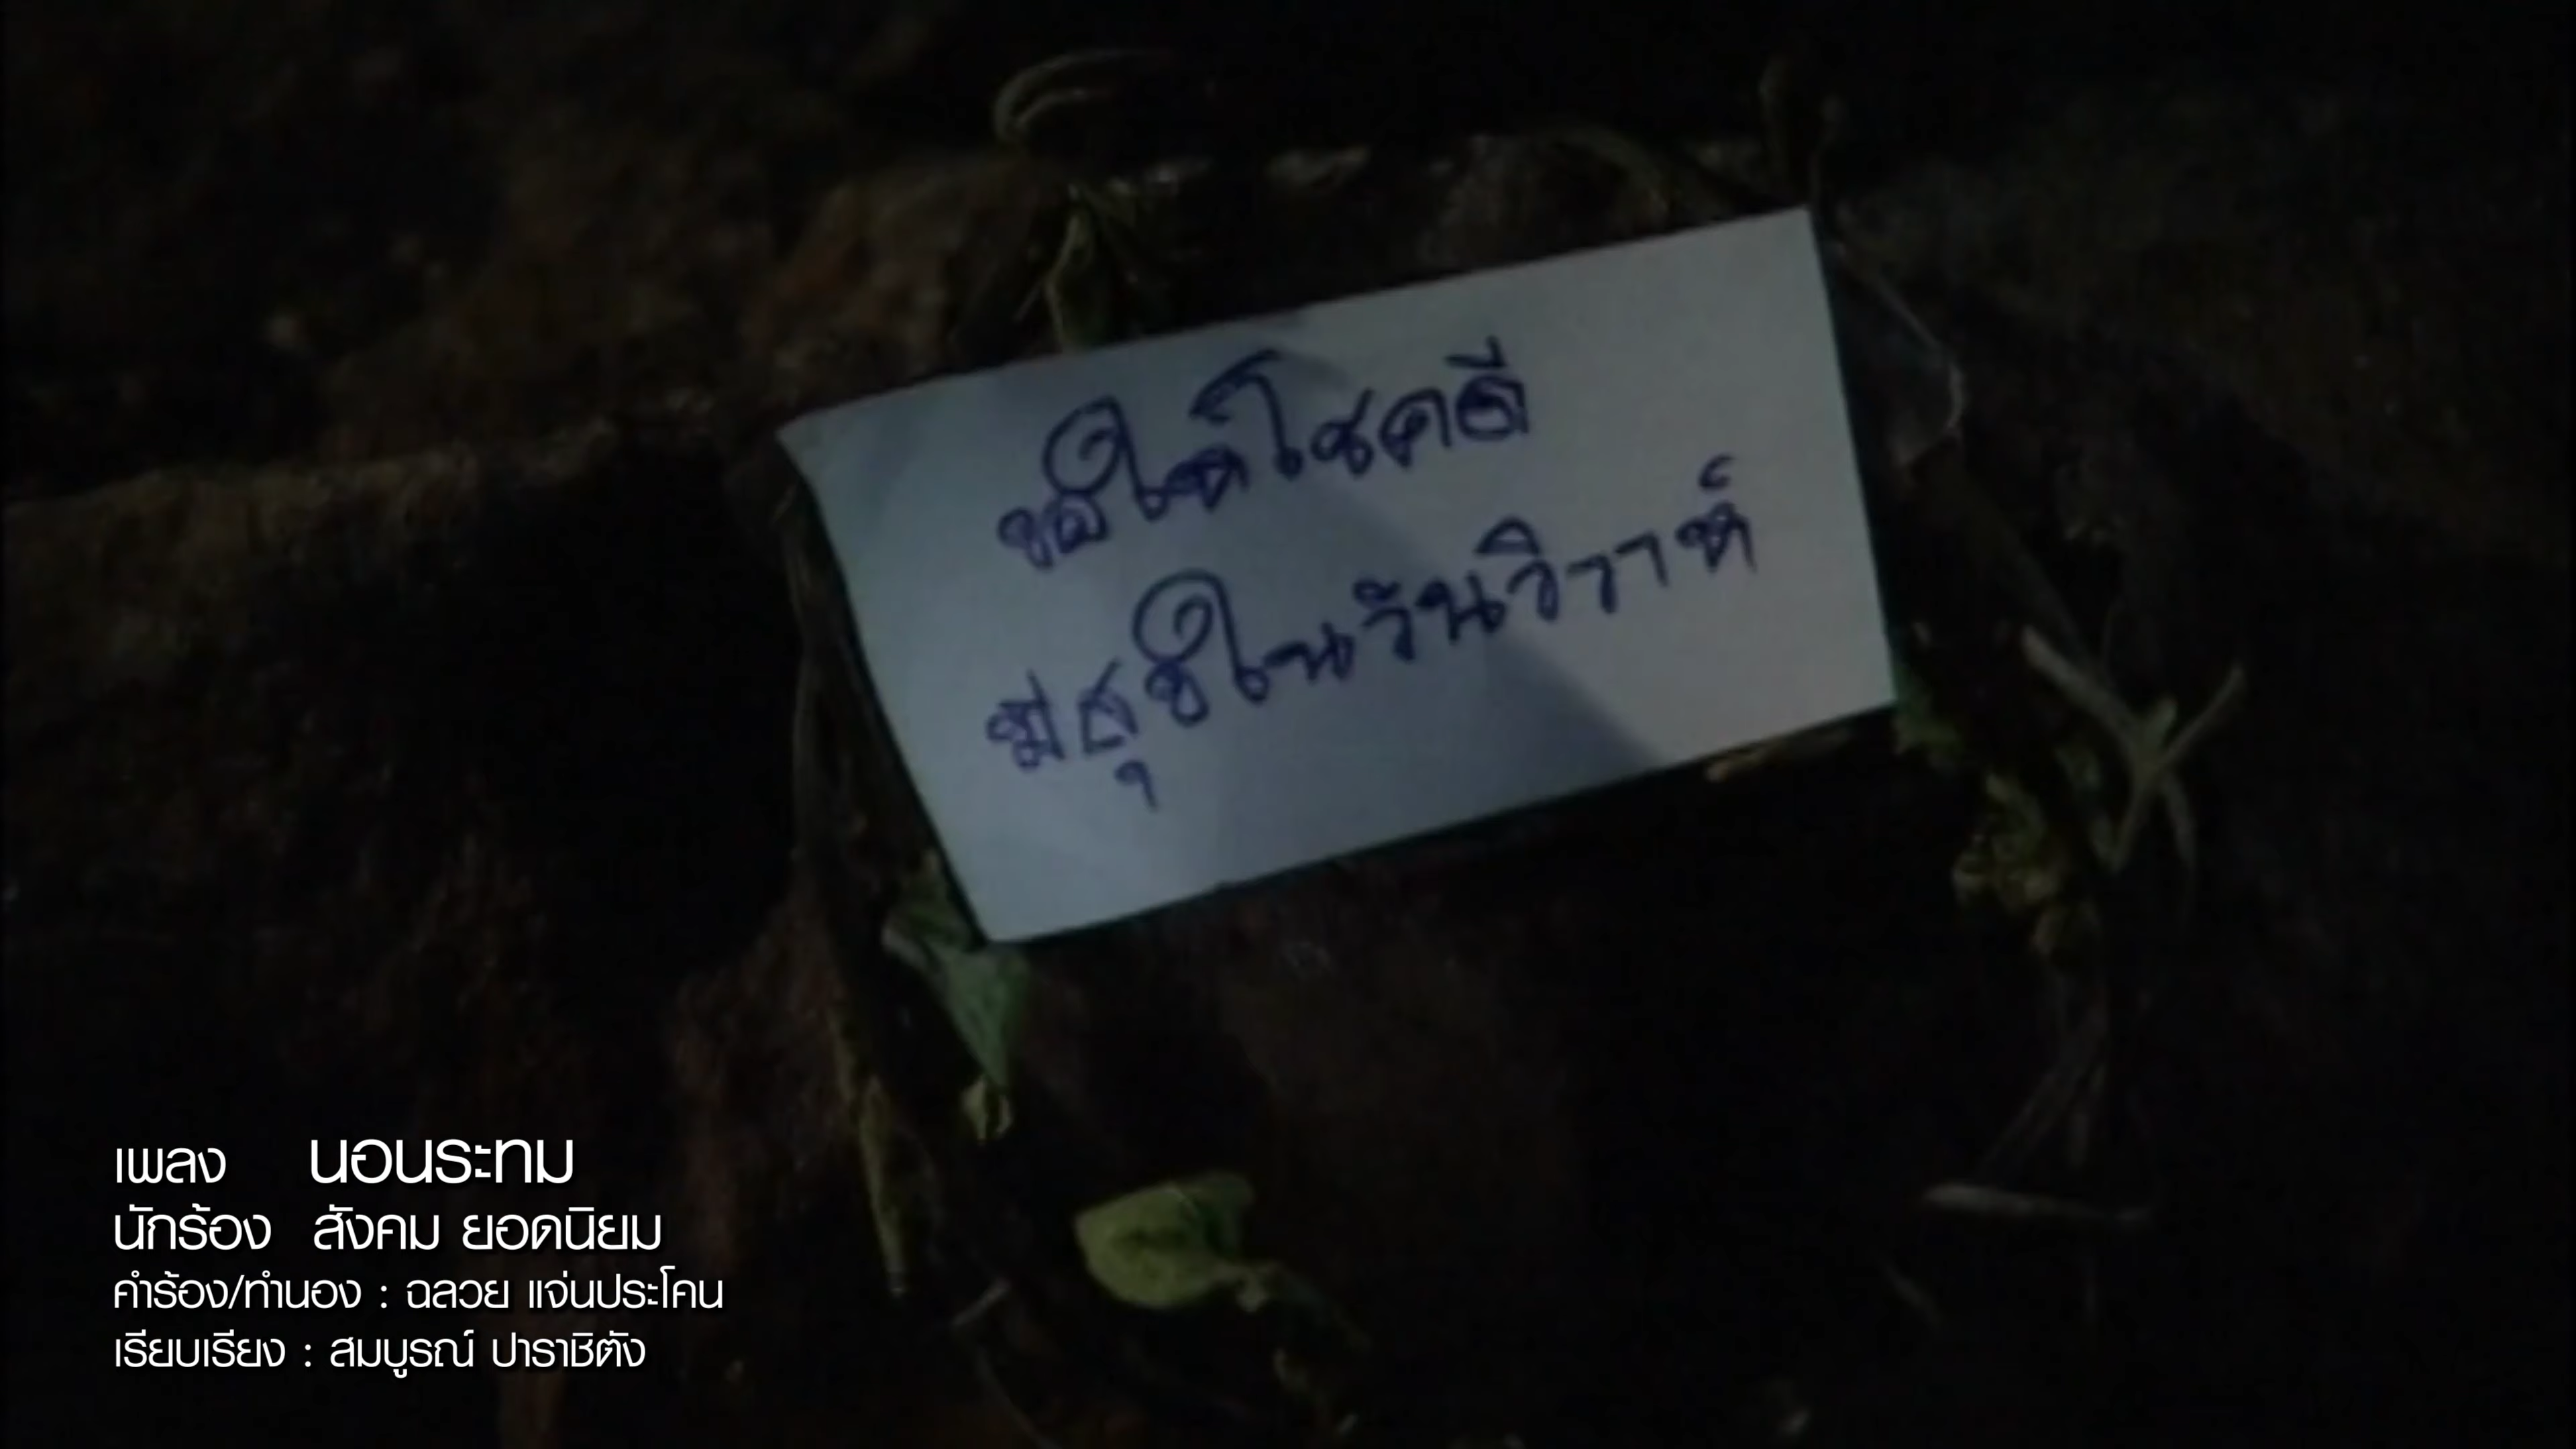 ขอให้โชคดี
มีสุขในวันวิวาห์
เพลง นอนระทม
นักร้อง สังคม ยอดนิยม
คำร้อง/ทำนอง : ฉลวย แจ่นประโคน
เรียบเรียง : สมบูรณ์ ปาราชิตัง